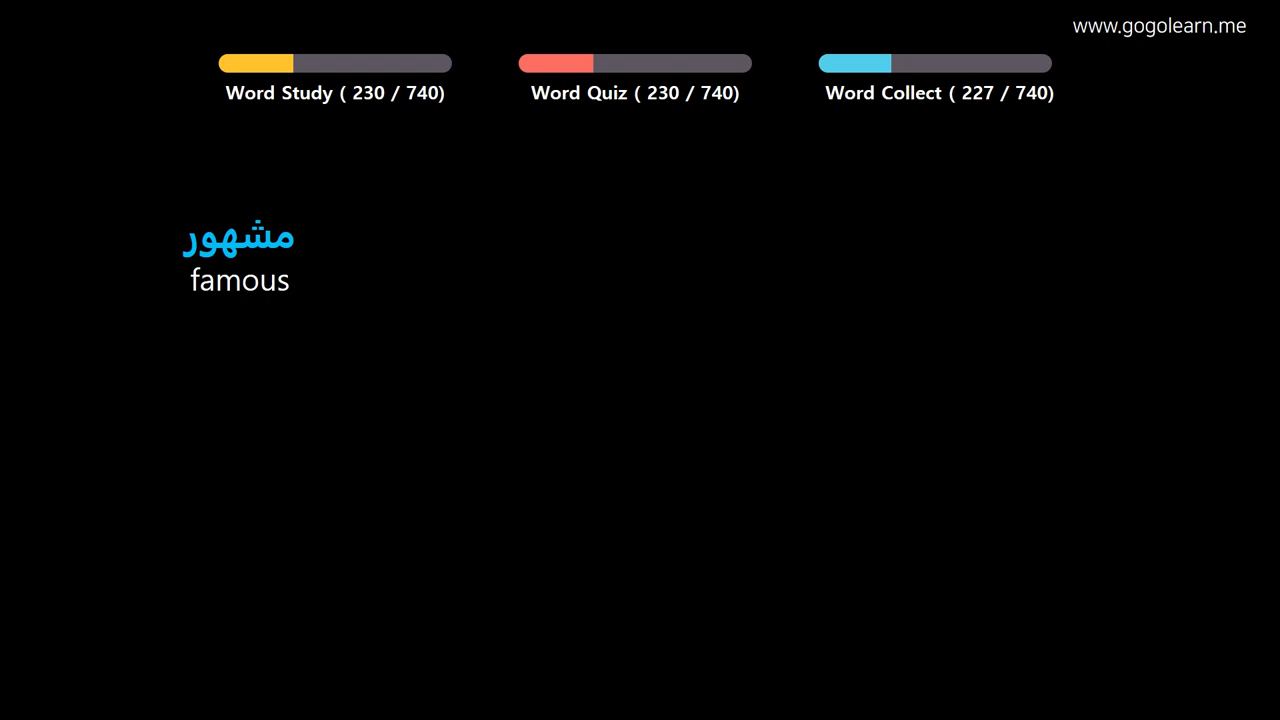 www.gogolearn.me
Word Study ( 230 / 740)
Word Quiz ( 230 / 740)
Word Collect ( 227 / 740)
مشهور
famous